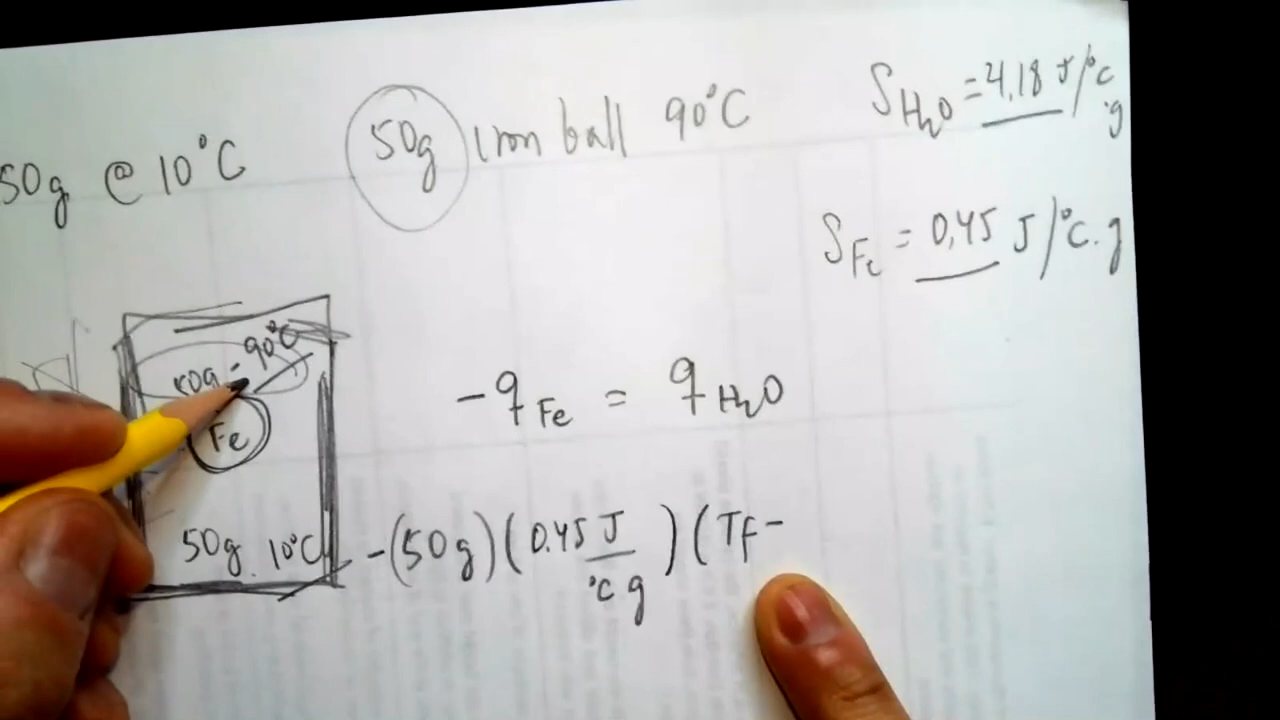 50g @ 10°C 50g Iron ball 90°C
S H₂O = 4,18 J/°C·g
S Fe = 0,45 J/°C·g
50g - 90°C
Fe
50g 10°C
-q Fe = q H₂O
-(50g)(0.45 J/°C g)(TF-